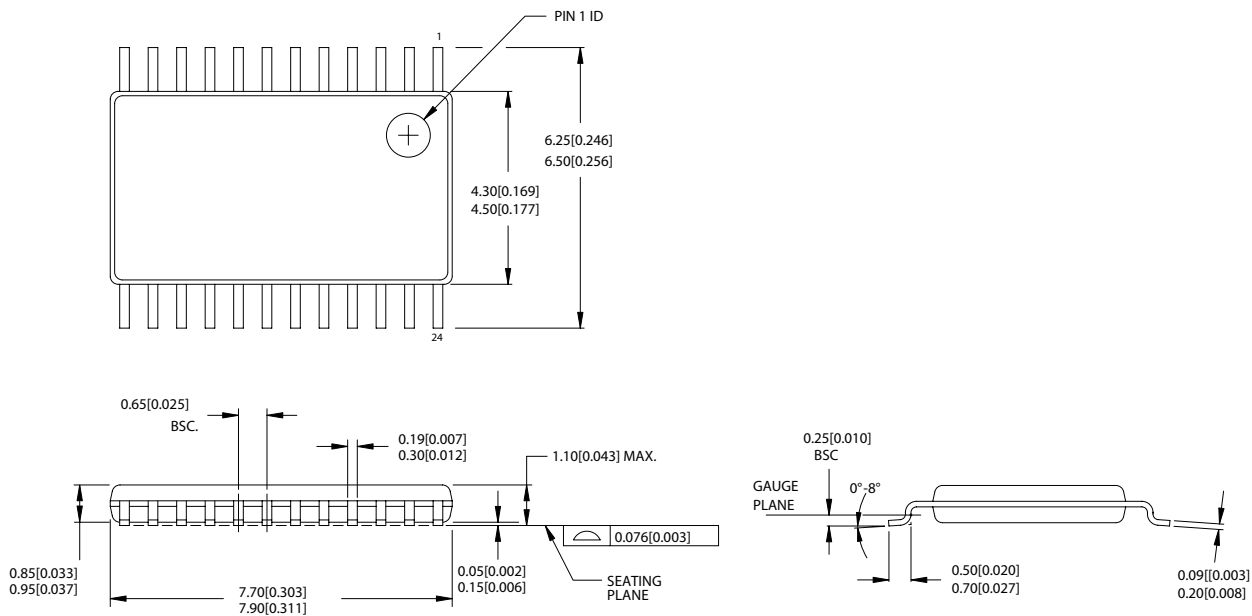 PIN 1 ID
1
6.25[0.246]
6.50[0.256]
4.30[0.169]
4.50[0.177]
24
0.65[0.025]
BSC.
0.19[0.007]
0.30[0.012]
1.10[0.043] MAX.
0.076[0.003]
0.85[0.033]
0.95[0.037]
7.70[0.303]
7.90[0.311]
0.05[0.002]
0.15[0.006]
SEATING
PLANE
0.25[0.010]
BSC
GAUGE
PLANE
0°-8°
0.50[0.020]
0.70[0.027]
0.09[[0.003]
0.20[0.008]